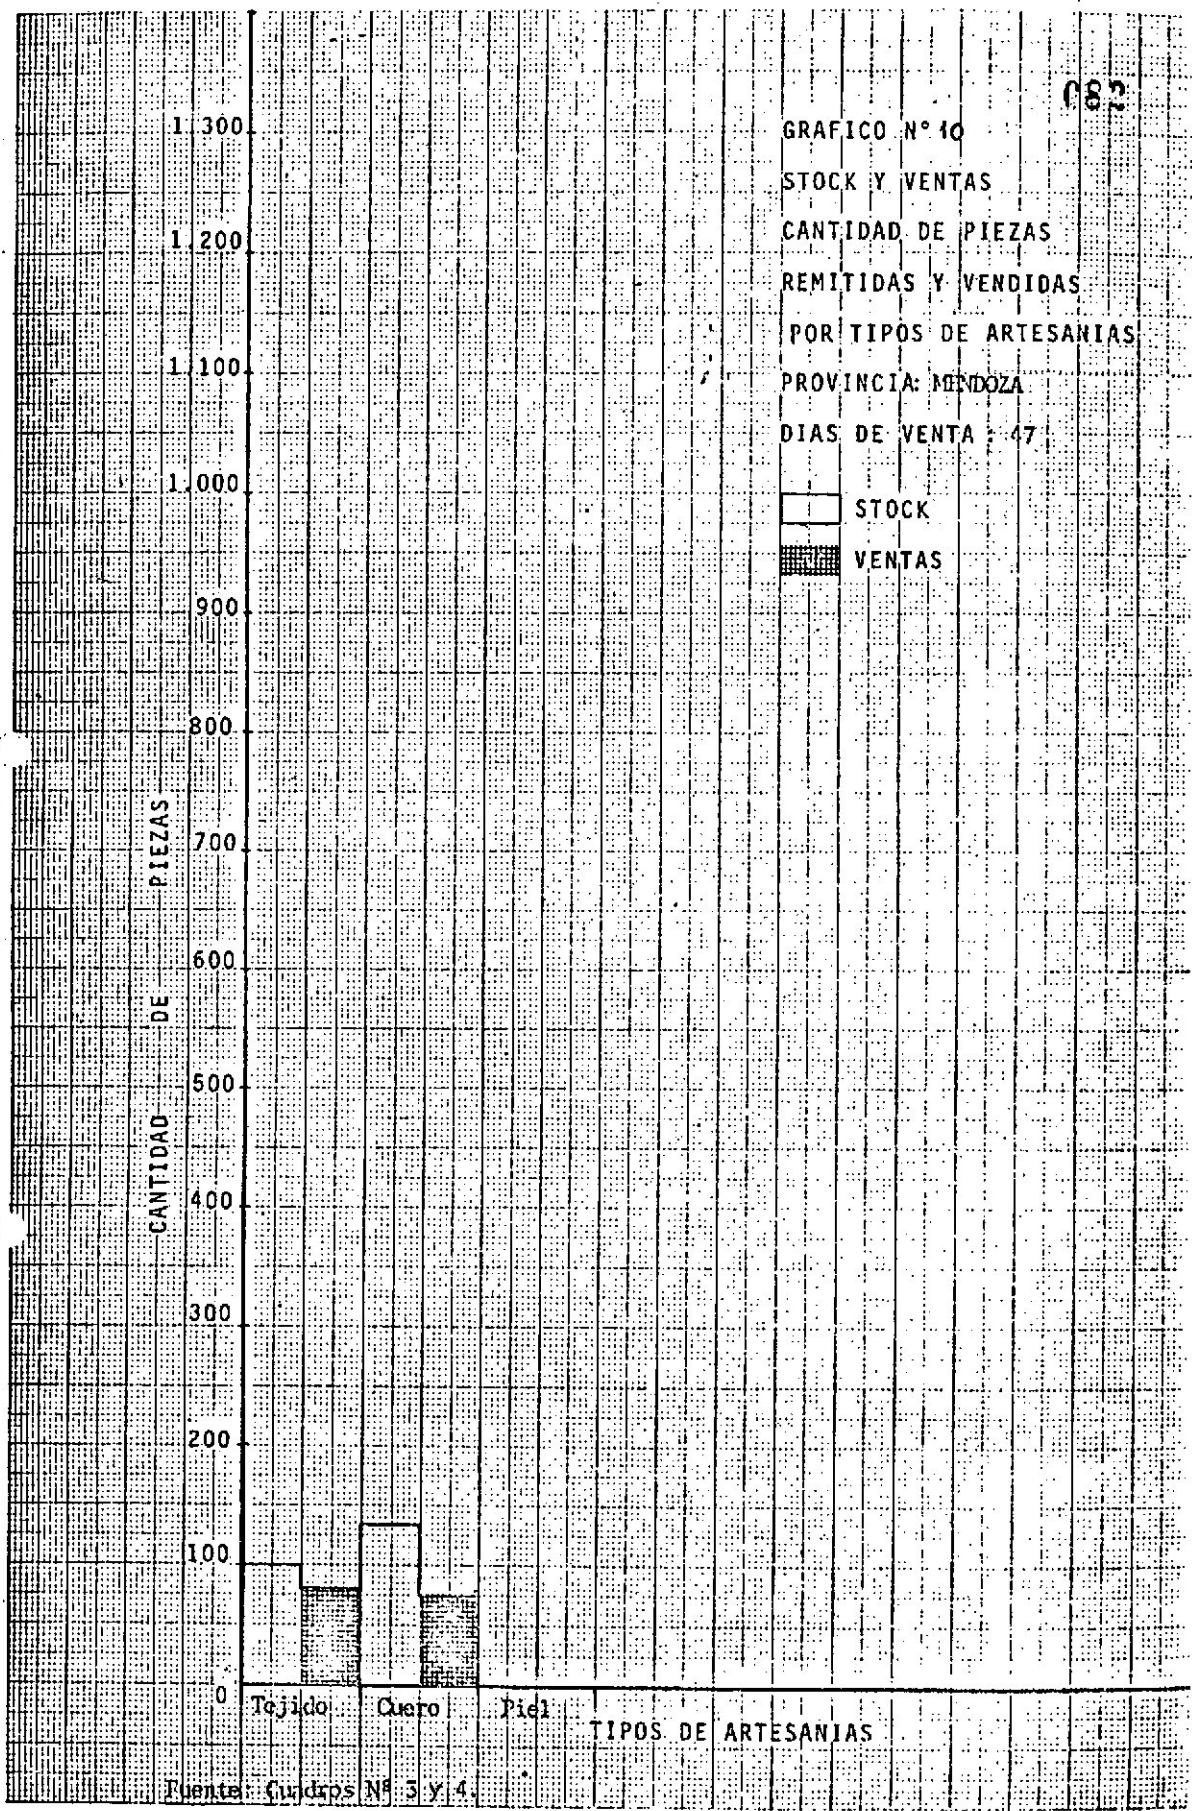 082
GRAFICO N° 10
STOCK Y VENTAS
CANTIDAD DE PIEZAS
REMITIDAS Y VENDIDAS
POR TIPOS DE ARTESANIAS
PROVINCIA: MENDOZA
DIAS DE VENTA : 47
STOCK
VENTAS
1.300
1.200
1.100
1.000
900
800
700
600
500
400
300
200
100
0
CANTIDAD DE PIEZAS
Tejido Cuero Piel
TIPOS DE ARTESANIAS
Fuente: Cuadros Nº 3 y 4.